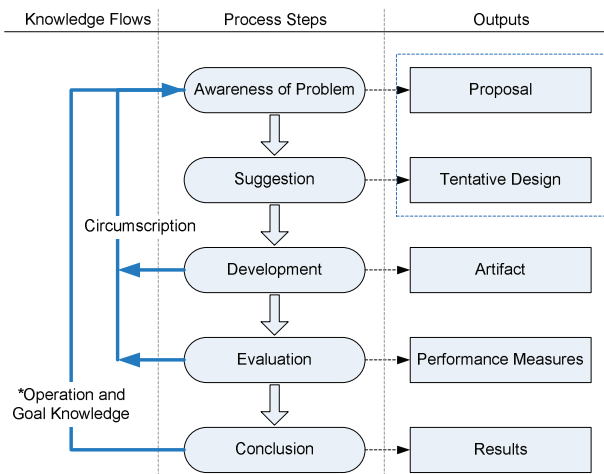 Knowledge Flows
Process Steps
Outputs
Awareness of Problem
Proposal
Suggestion
Tentative Design
Circumscription
Development
Artifact
Evaluation
Performance Measures
*Operation and
Goal Knowledge
Conclusion
Results